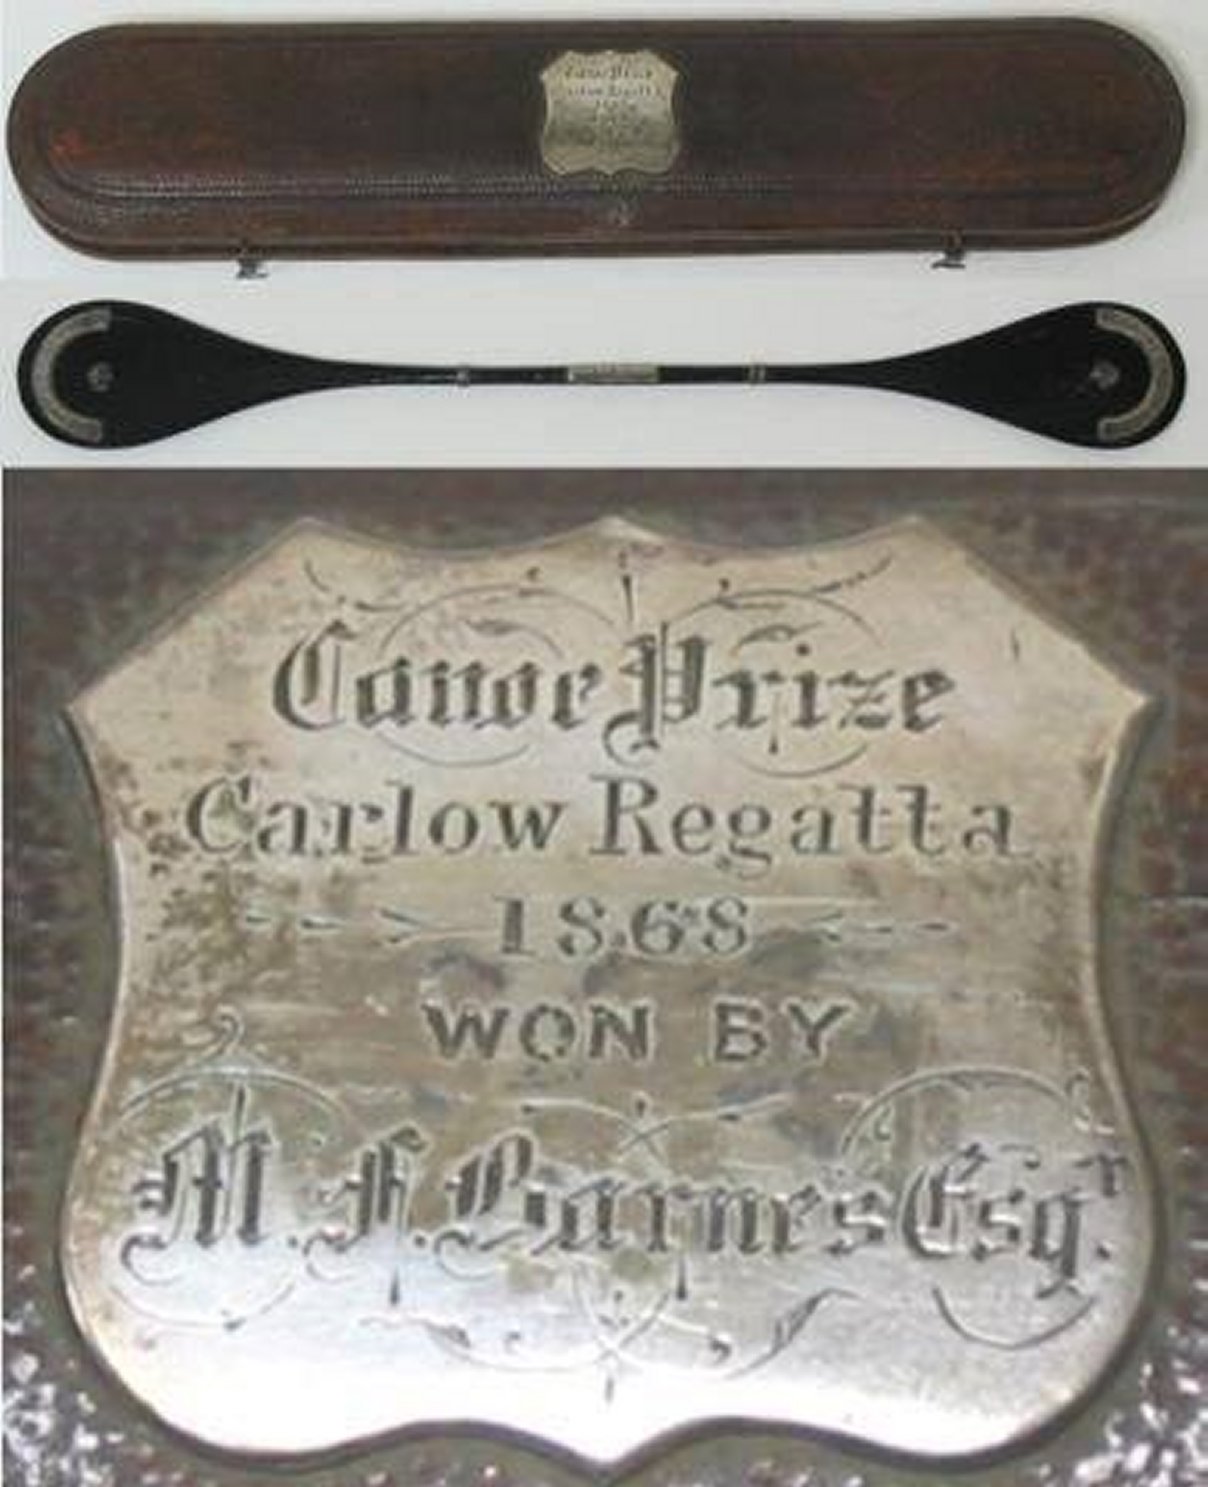 Canoe Prize
Carlow Regatta
1868
WON BY
M.F. Barnes Esqr.